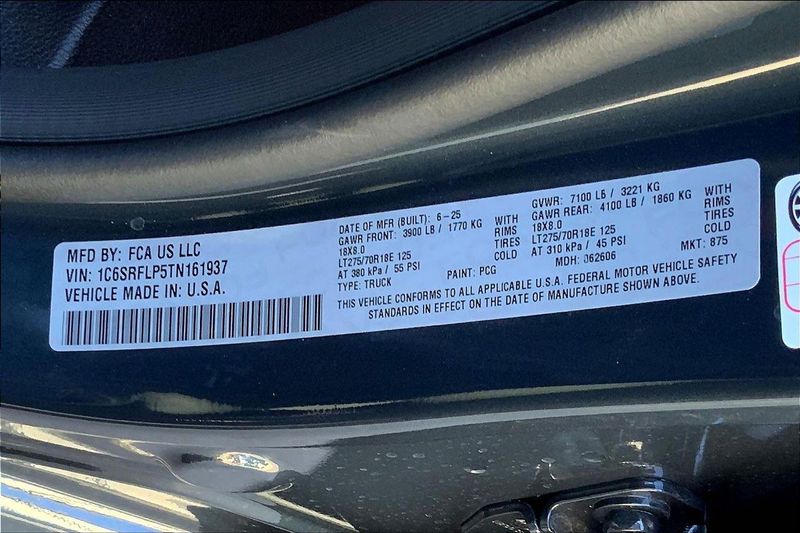 MFD BY: FCA US LLC
VIN: 1C6SRFLP5TN161937
VEHICLE MADE IN: U.S.A.
DATE OF MFR (BUILT): 6-25
GAWR FRONT: 3900 LB / 1770 KG WITH
18X8.0 RIMS
LT275/70R18E 125 TIRES
AT 380 kPa / 55 PSI COLD
TYPE: TRUCK PAINT: PCG
GVWR: 7100 LB / 3221 KG
GAWR REAR: 4100 LB / 1860 KG WITH
18X8.0 RIMS
LT275/70R18E 125 TIRES
AT 310 kPa / 45 PSI COLD
MDH: 062606 MKT: 875
THIS VEHICLE CONFORMS TO ALL APPLICABLE U.S.A. FEDERAL MOTOR VEHICLE SAFETY
STANDARDS IN EFFECT ON THE DATE OF MANUFACTURE SHOWN ABOVE.